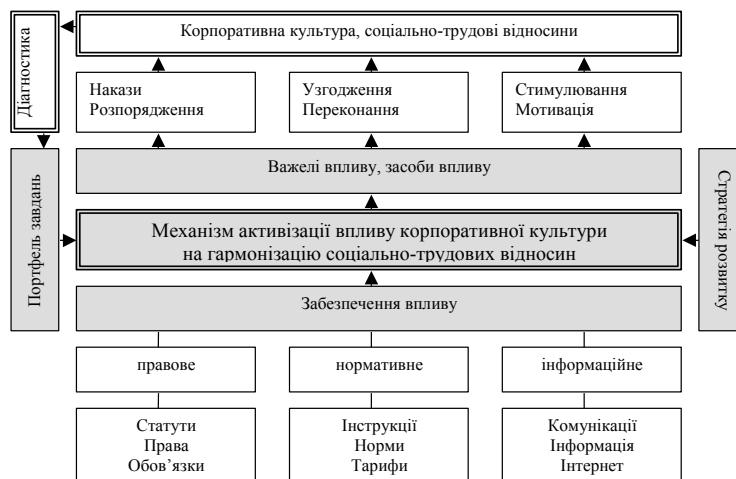 Корпоративна культура, соціально-трудові відносини
Діагностика
Накази
Розпорядження
Узгодження
Переконання
Стимулювання
Мотивація
Важелі впливу, засоби впливу
Портфель завдань
Механізм активізації впливу корпоративної культури
на гармонізацію соціально-трудових відносин
Стратегія розвитку
Забезпечення впливу
правове
нормативне
інформаційне
Статути
Права
Обов’язки
Інструкції
Норми
Тарифи
Комунікації
Інформація
Інтернет